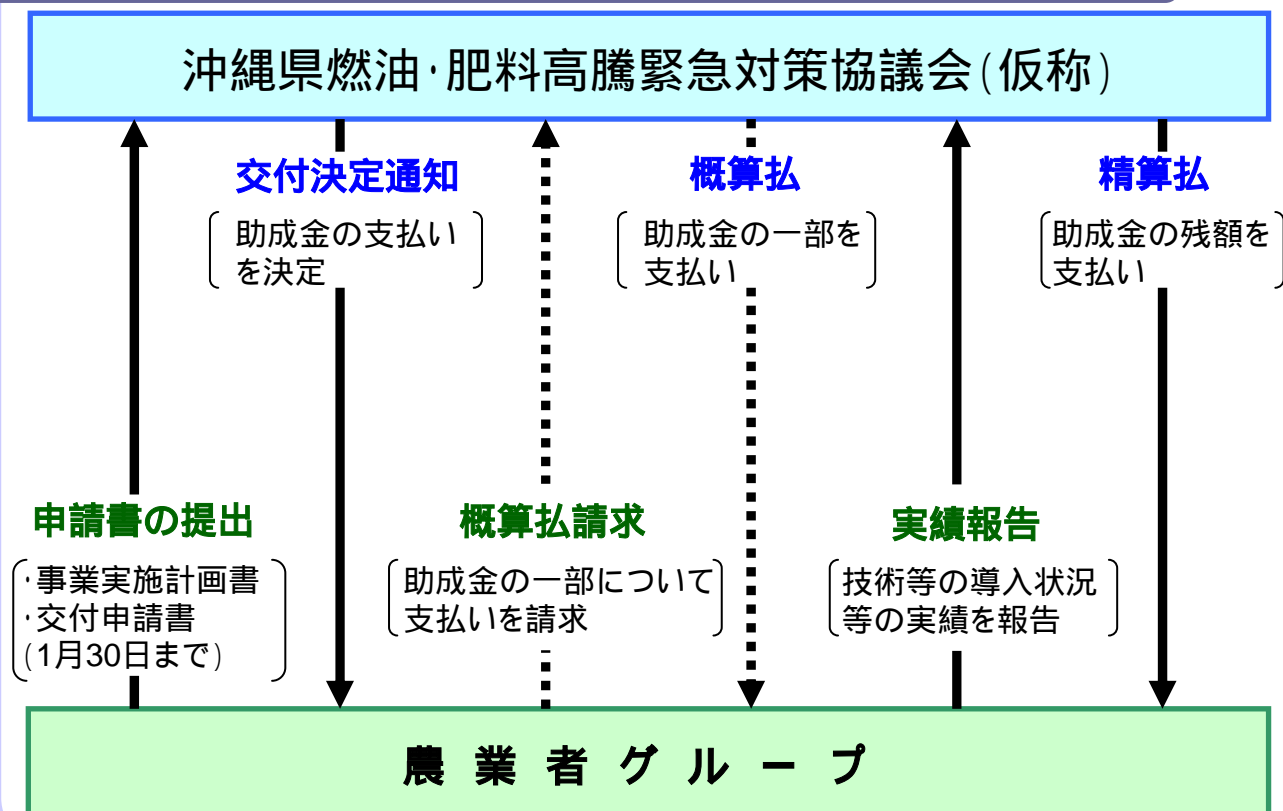 沖縄県燃油･肥料高騰緊急対策協議会(仮称)
交付決定通知
助成金の支払い
を決定
概算払
助成金の一部を
支払い
精算払
助成金の残額を
支払い
申請書の提出
･事業実施計画書
･交付申請書
(1月30日まで)
概算払請求
助成金の一部について
支払いを請求
実績報告
技術等の導入状況
等の実績を報告
農業者グループ